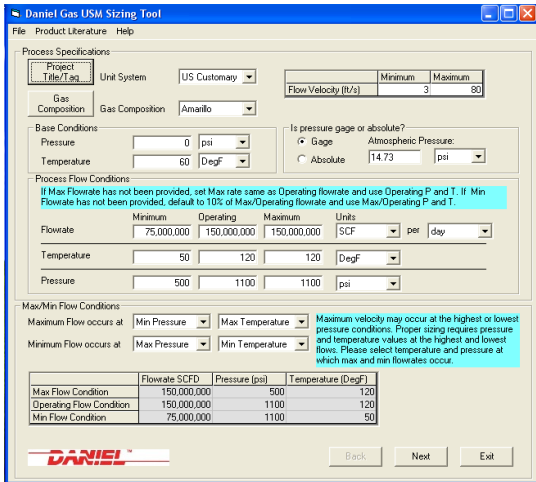 Daniel Gas USM Sizing Tool
File Product Literature Help
Process Specifications
Project Title/Tag
Unit System US Customary
Minimum Maximum
Flow Velocity (ft/s) 3 80
Gas Composition
Gas Composition Amarillo
Base Conditions
Pressure 0 psi
Temperature 60 DegF
Is pressure gage or absolute?
Gage Atmospheric Pressure:
Absolute 14.73 psi
Process Flow Conditions
If Max Flowrate has not been provided, set Max rate same as Operating flowrate and use Operating P and T. If Min
Flowrate has not been provided, default to 10% of Max/Operating flowrate and use Max/Operating P and T.
Minimum Operating Maximum Units
Flowrate 75,000,000 150,000,000 150,000,000 SCF per day
Temperature 50 120 120 DegF
Pressure 500 1100 1100 psi
Max/Min Flow Conditions
Maximum Flow occurs at Min Pressure Max Temperature
Minimum Flow occurs at Max Pressure Min Temperature
Maximum velocity may occur at the highest or lowest
pressure conditions. Proper sizing requires pressure
and temperature values at the highest and lowest
flows. Please select temperature and pressure at
which max and min flowrates occur.
Flowrate SCFD Pressure (psi) Temperature (DegF)
Max Flow Condition 150,000,000 500 120
Operating Flow Condition 150,000,000 1100 120
Min Flow Condition 75,000,000 1100 50
DANIEL™
Back Next Exit